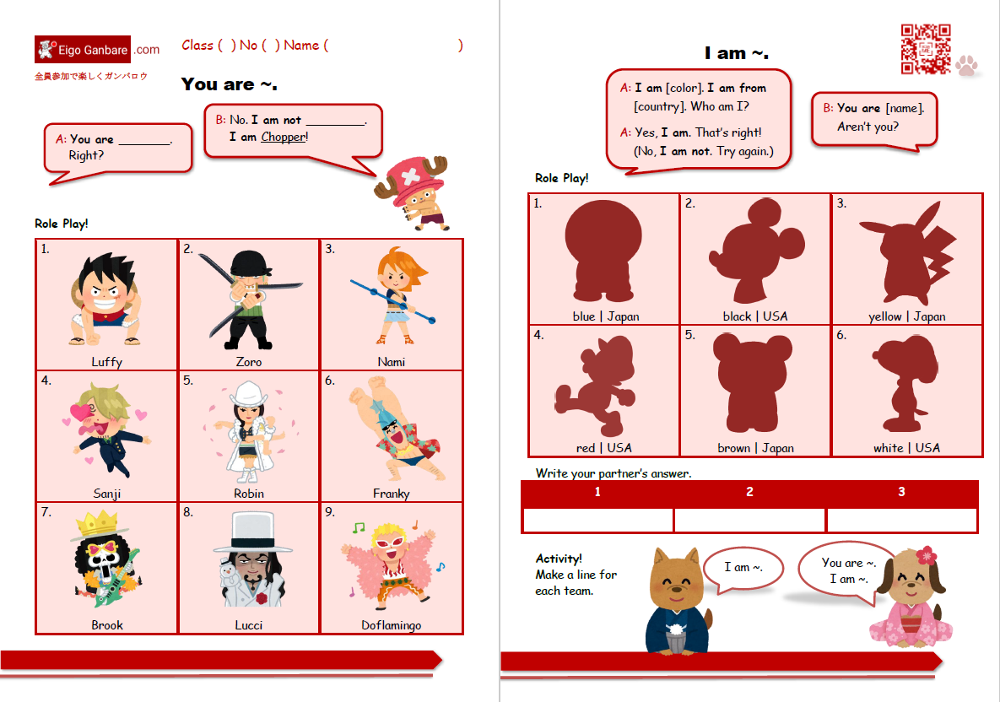 Eigo Ganbare .com
全員参加で楽しくガンバロウ
Class ( ) No ( ) Name ( )
You are ~.
A: You are _______.
Right?
B: No. I am not ________.
I am Chopper!
Role Play!
1.
2.
3.
Luffy
Zoro
Nami
4.
5.
6.
Sanji
Robin
Franky
7.
8.
9.
Brook
Lucci
Doflamingo
I am ~.
A: I am [color]. I am from
[country]. Who am I?
A: Yes, I am. That's right!
(No, I am not. Try again.)
B: You are [name].
Aren't you?
Role Play!
1.
2.
3.
blue | Japan
black | USA
yellow | Japan
4.
5.
6.
red | USA
brown | Japan
white | USA
Write your partner's answer.
1
2
3
Activity!
Make a line for
each team.
I am ~.
You are ~.
I am ~.